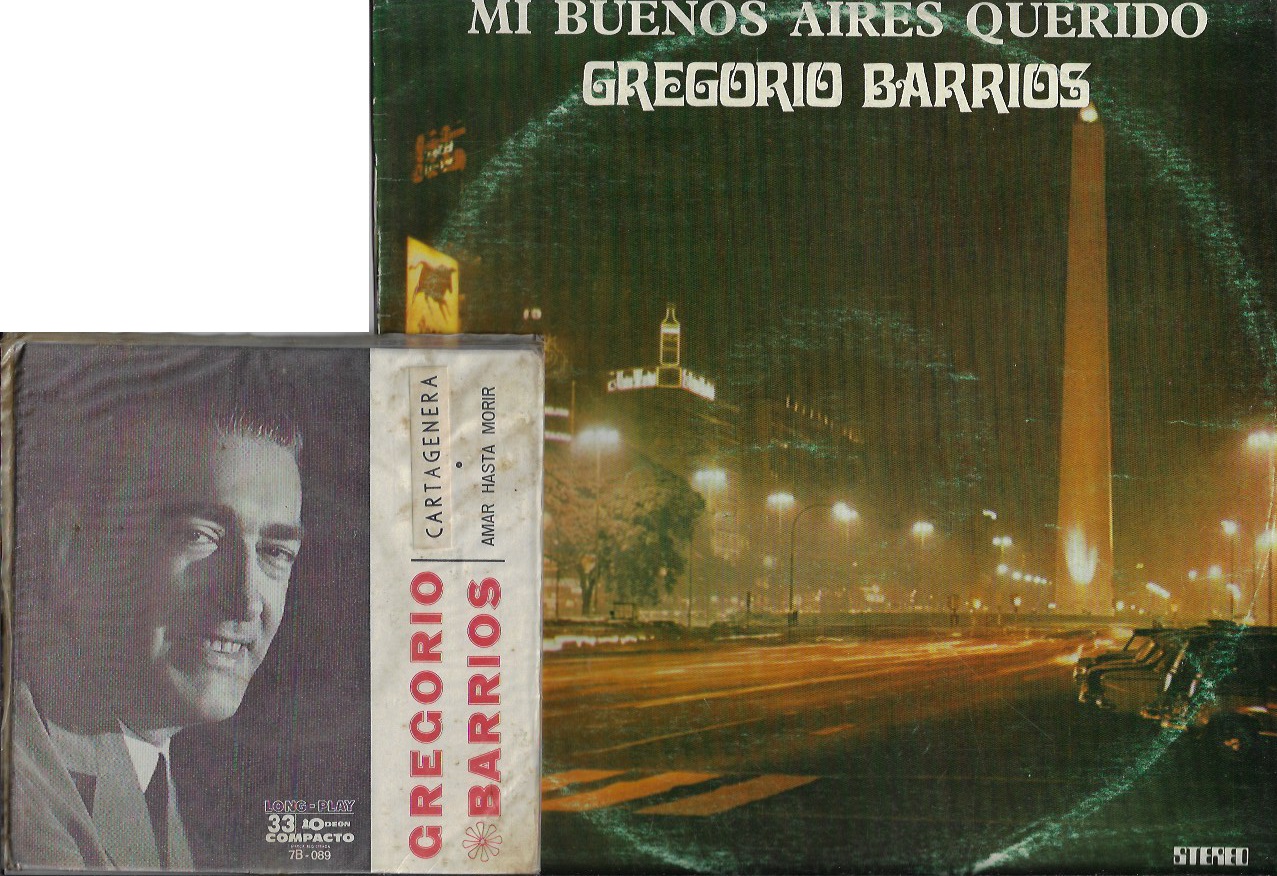 MI BUENOS AIRES QUERIDO
GREGORIO BARRIOS
STEREO
GREGORIO
BARRIOS
CARTAGENERA
•
AMAR HASTA MORIR
LONG-PLAY
33 ODEON
COMPACTO
7B-089